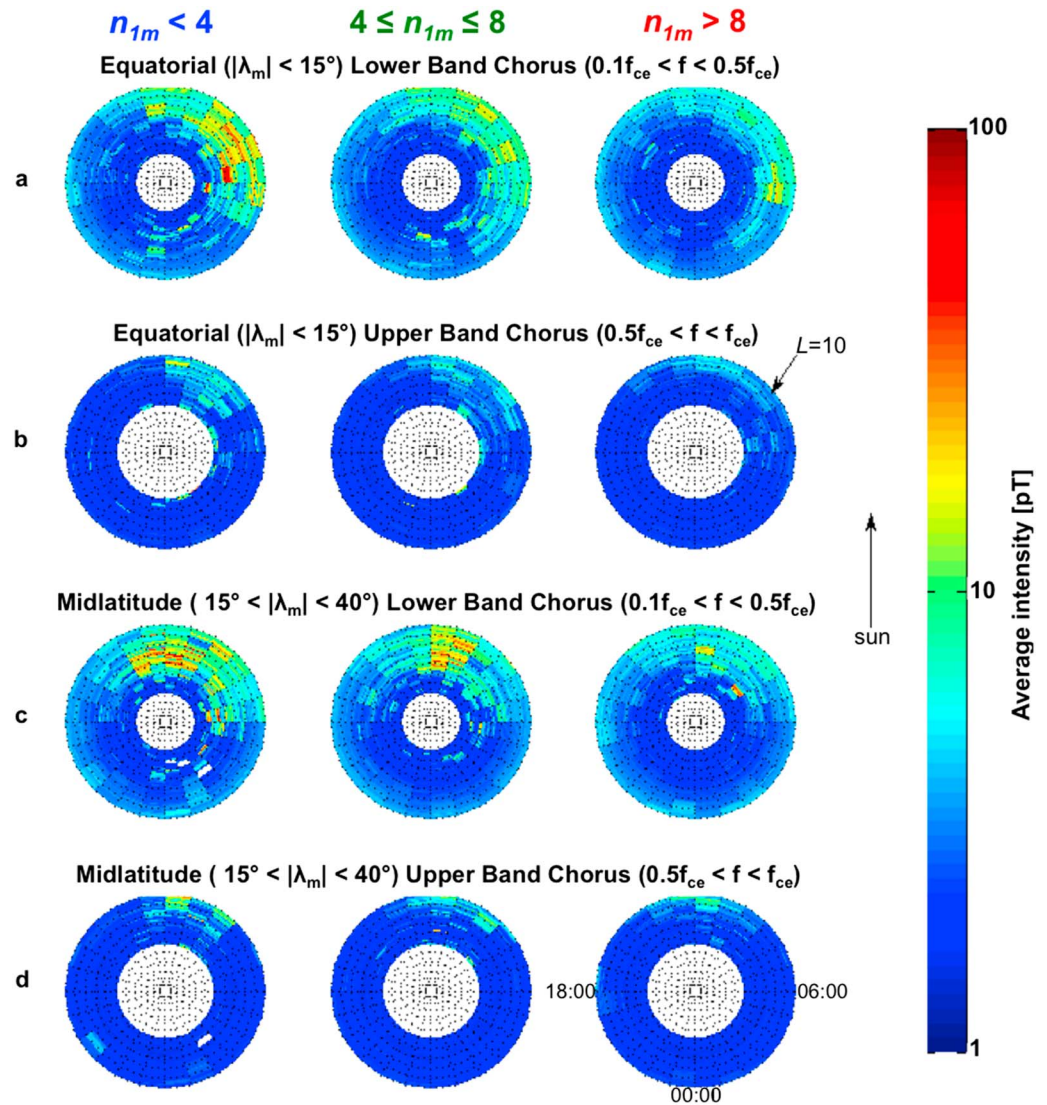 n1m < 4 4 ≤ n1m ≤ 8 n1m > 8
Equatorial (|λm| < 15°) Lower Band Chorus (0.1fce < f < 0.5fce)
100
a
Equatorial (|λm| < 15°) Upper Band Chorus (0.5fce < f < fce)
L=10
b
10
Average intensity [pT]
Midlatitude ( 15° < |λm| < 40°) Lower Band Chorus (0.1fce < f < 0.5fce)
sun
c
Midlatitude ( 15° < |λm| < 40°) Upper Band Chorus (0.5fce < f < fce)
d
18:00 06:00
1
00:00